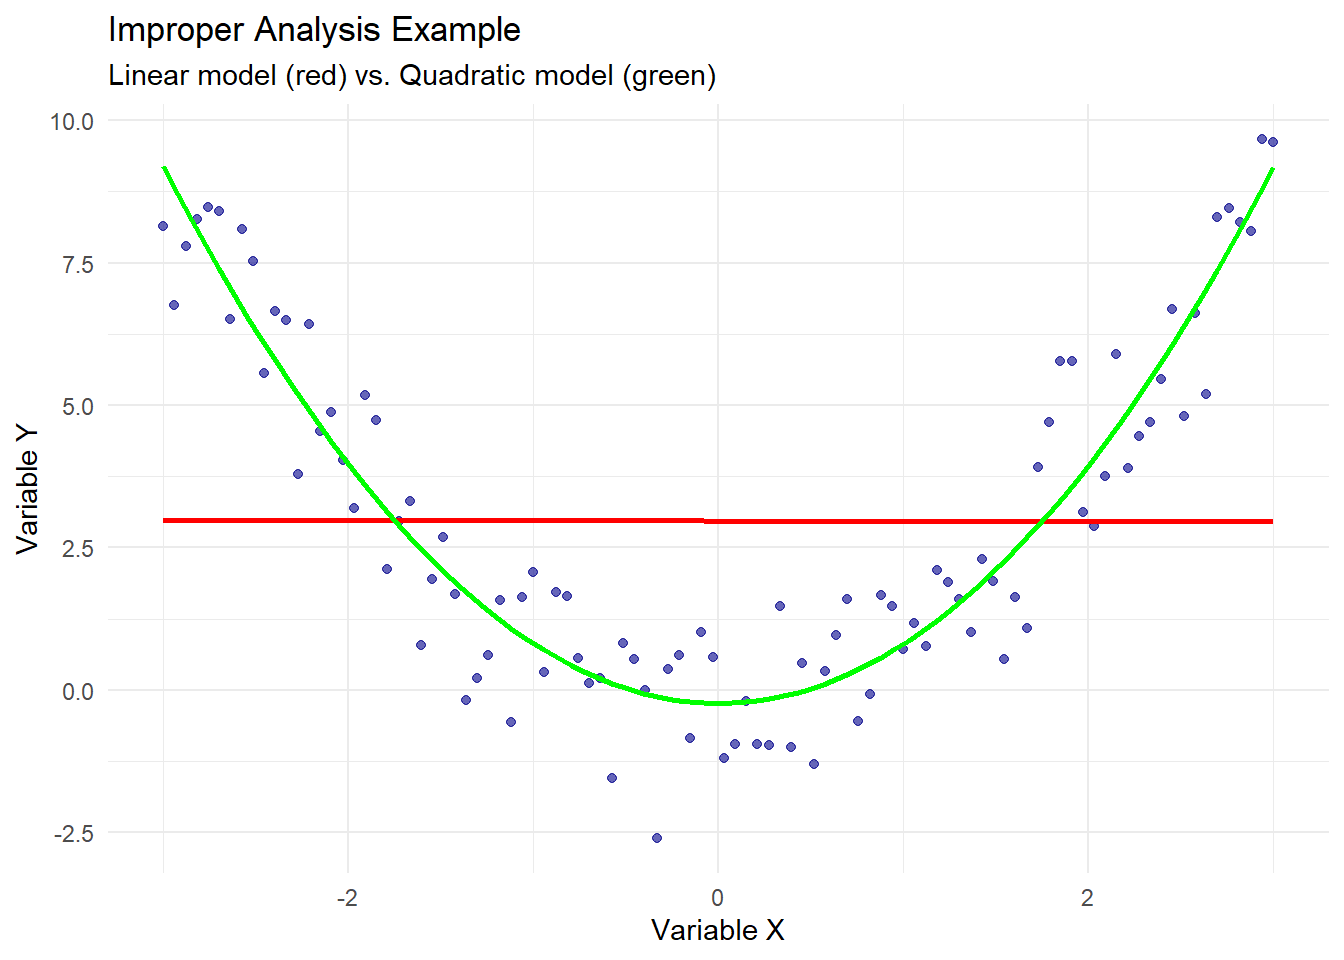 Improper Analysis Example
Linear model (red) vs. Quadratic model (green)
10.0
7.5
5.0
2.5
0.0
-2.5
Variable Y
-2
0
2
Variable X